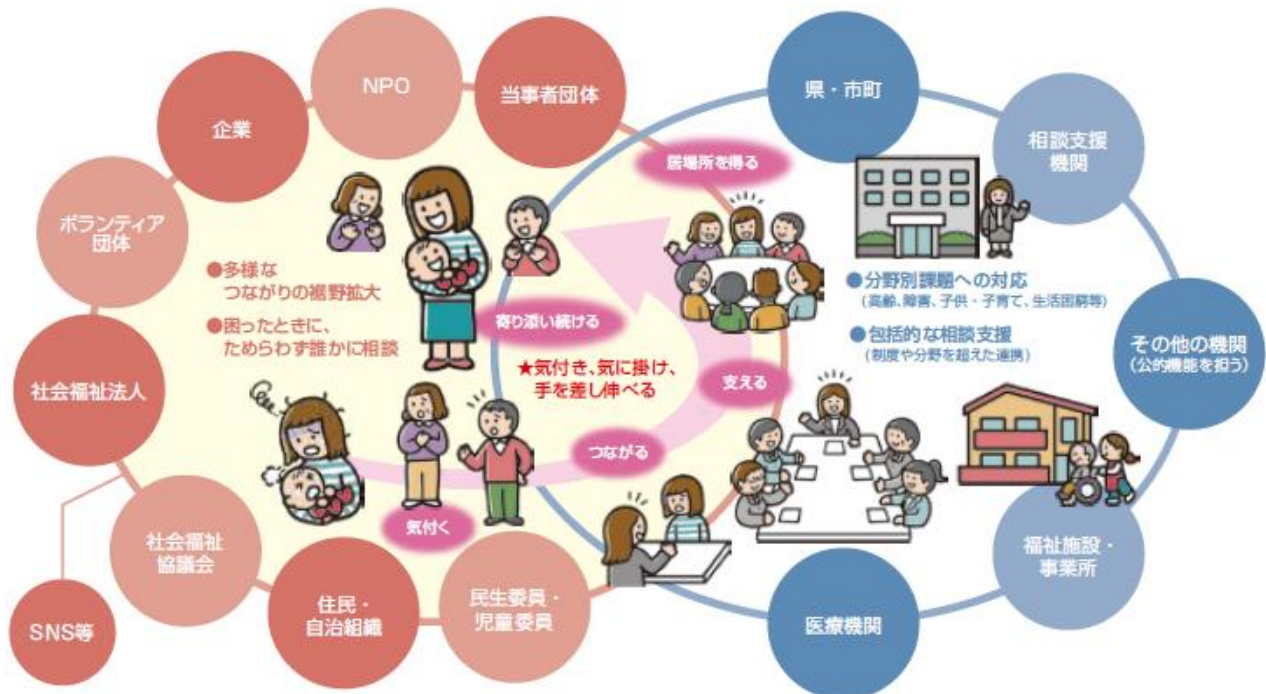 NPO
当事者団体
企業
ボランティア
団体
社会福祉法人
社会福祉
協議会
SNS等
住民・
自治組織
民生委員・
児童委員
●多様な
つながりの裾野拡大
●困ったときに、
ためらわず誰かに相談
気付く
つながる
支える
居場所を得る
寄り添い続ける
★気付き、気に掛け、
手を差し伸べる
県・市町
相談支援
機関
その他の機関
(公的機能を担う)
福祉施設・
事業所
医療機関
●分野別課題への対応
(高齢、障害、子供・子育て、生活困窮等)
●包括的な相談支援
(制度や分野を超えた連携)